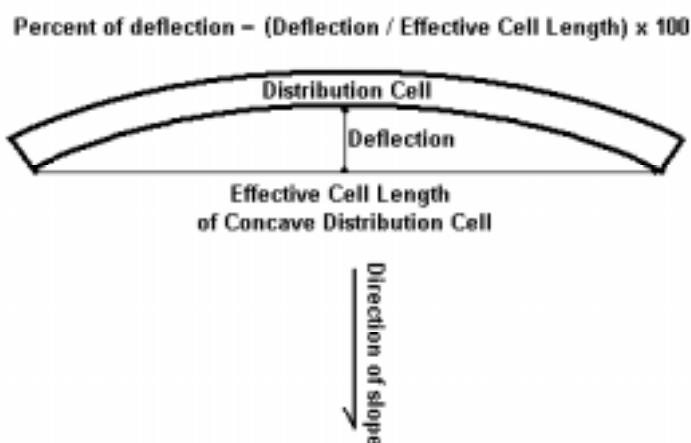 Percent of deflection – (Deflection / Effective Cell Length) x 100
Distribution Cell
Deflection
Effective Cell Length
of Concave Distribution Cell
Direction of slope